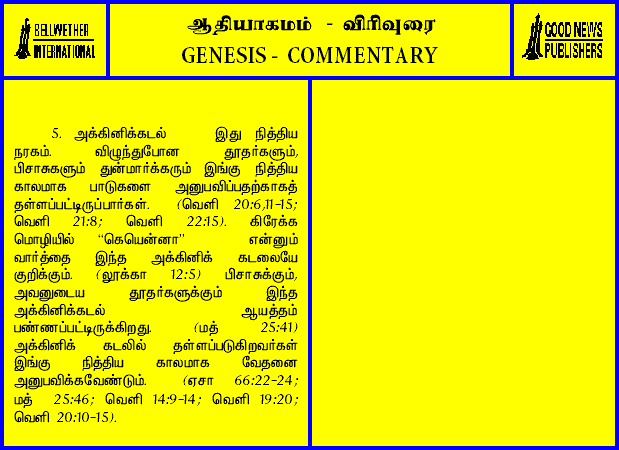 BELLWETHER
INTERNATIONAL
ஆதியாகமம் - விரிவுரை
GENESIS - COMMENTARY
GOOD NEWS
PUBLISHERS
5. அக்கினிக்கடல் இது நித்திய
நரகம். விழுந்துபோன தூதர்களும்,
பிசாசுகளும் துன்மார்க்கரும் இங்கு நித்திய
காலமாக பாடுகளை அனுபவிப்பதற்காகத்
தள்ளப்பட்டிருப்பார்கள். (வெளி 20:6,11-15;
வெளி 21:8; வெளி 22:15). கிரேக்க
மொழியில் “கெயென்னா” என்னும்
வார்த்தை இந்த அக்கினிக் கடலையே
குறிக்கும். (லூக்கா 12:5) பிசாசுக்கும்,
அவனுடைய தூதர்களுக்கும் இந்த
அக்கினிக்கடல் ஆயத்தம்
பண்ணப்பட்டிருக்கிறது. (மத் 25:41)
அக்கினிக் கடலில் தள்ளப்படுகிறவர்கள்
இங்கு நித்திய காலமாக வேதனை
அனுபவிக்கவேண்டும். (ஏசா 66:22-24;
மத் 25:46; வெளி 14:9-14; வெளி 19:20;
வெளி 20:10-15).